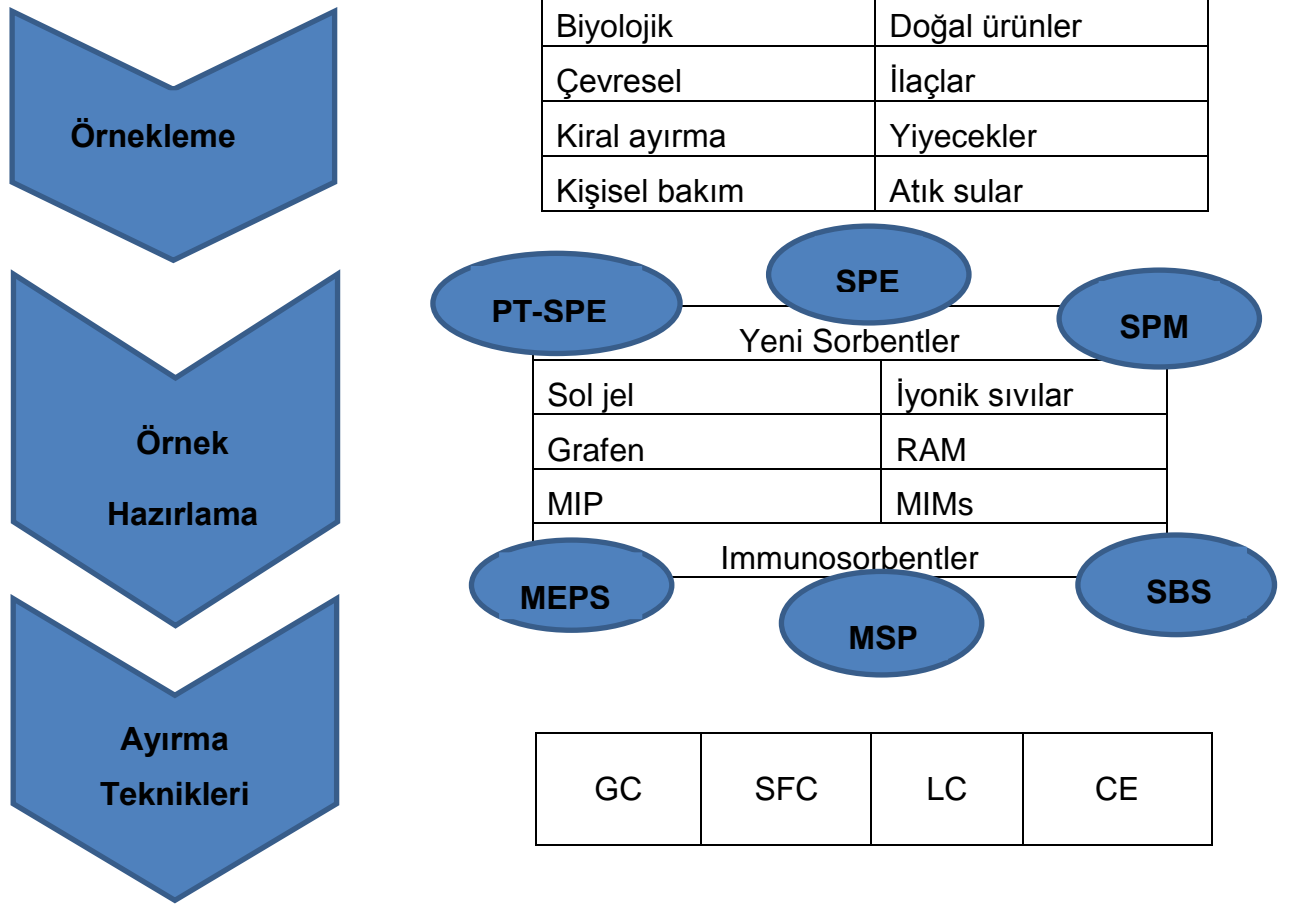 Örnekleme
Biyolojik Doğal ürünler
Çevresel İlaçlar
Kiral ayırma Yiyecekler
Kişisel bakım Atık sular
Örnek
Hazırlama
PT-SPE SPE SPM
Yeni Sorbentler
Sol jel İyonik sıvılar
Grafen RAM
MIP MIMs
Immunosorbentler
MEPS MSP SBS
Ayırma
Teknikleri
GC SFC LC CE